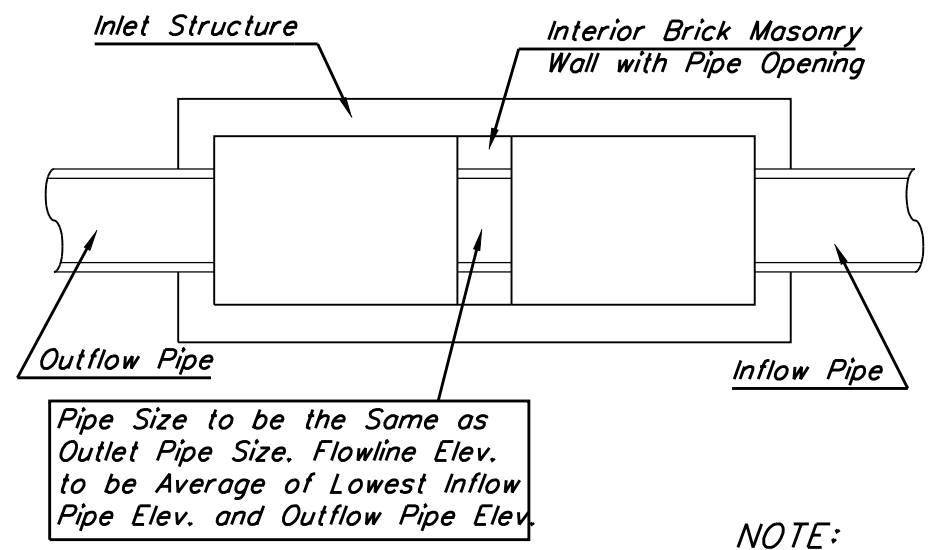 Inlet Structure
Interior Brick Masonry
Wall with Pipe Opening
Outflow Pipe
Inflow Pipe
Pipe Size to be the Same as
Outlet Pipe Size. Flowline Elev.
to be Average of Lowest Inflow
Pipe Elev. and Outflow Pipe Elev.
NOTE: